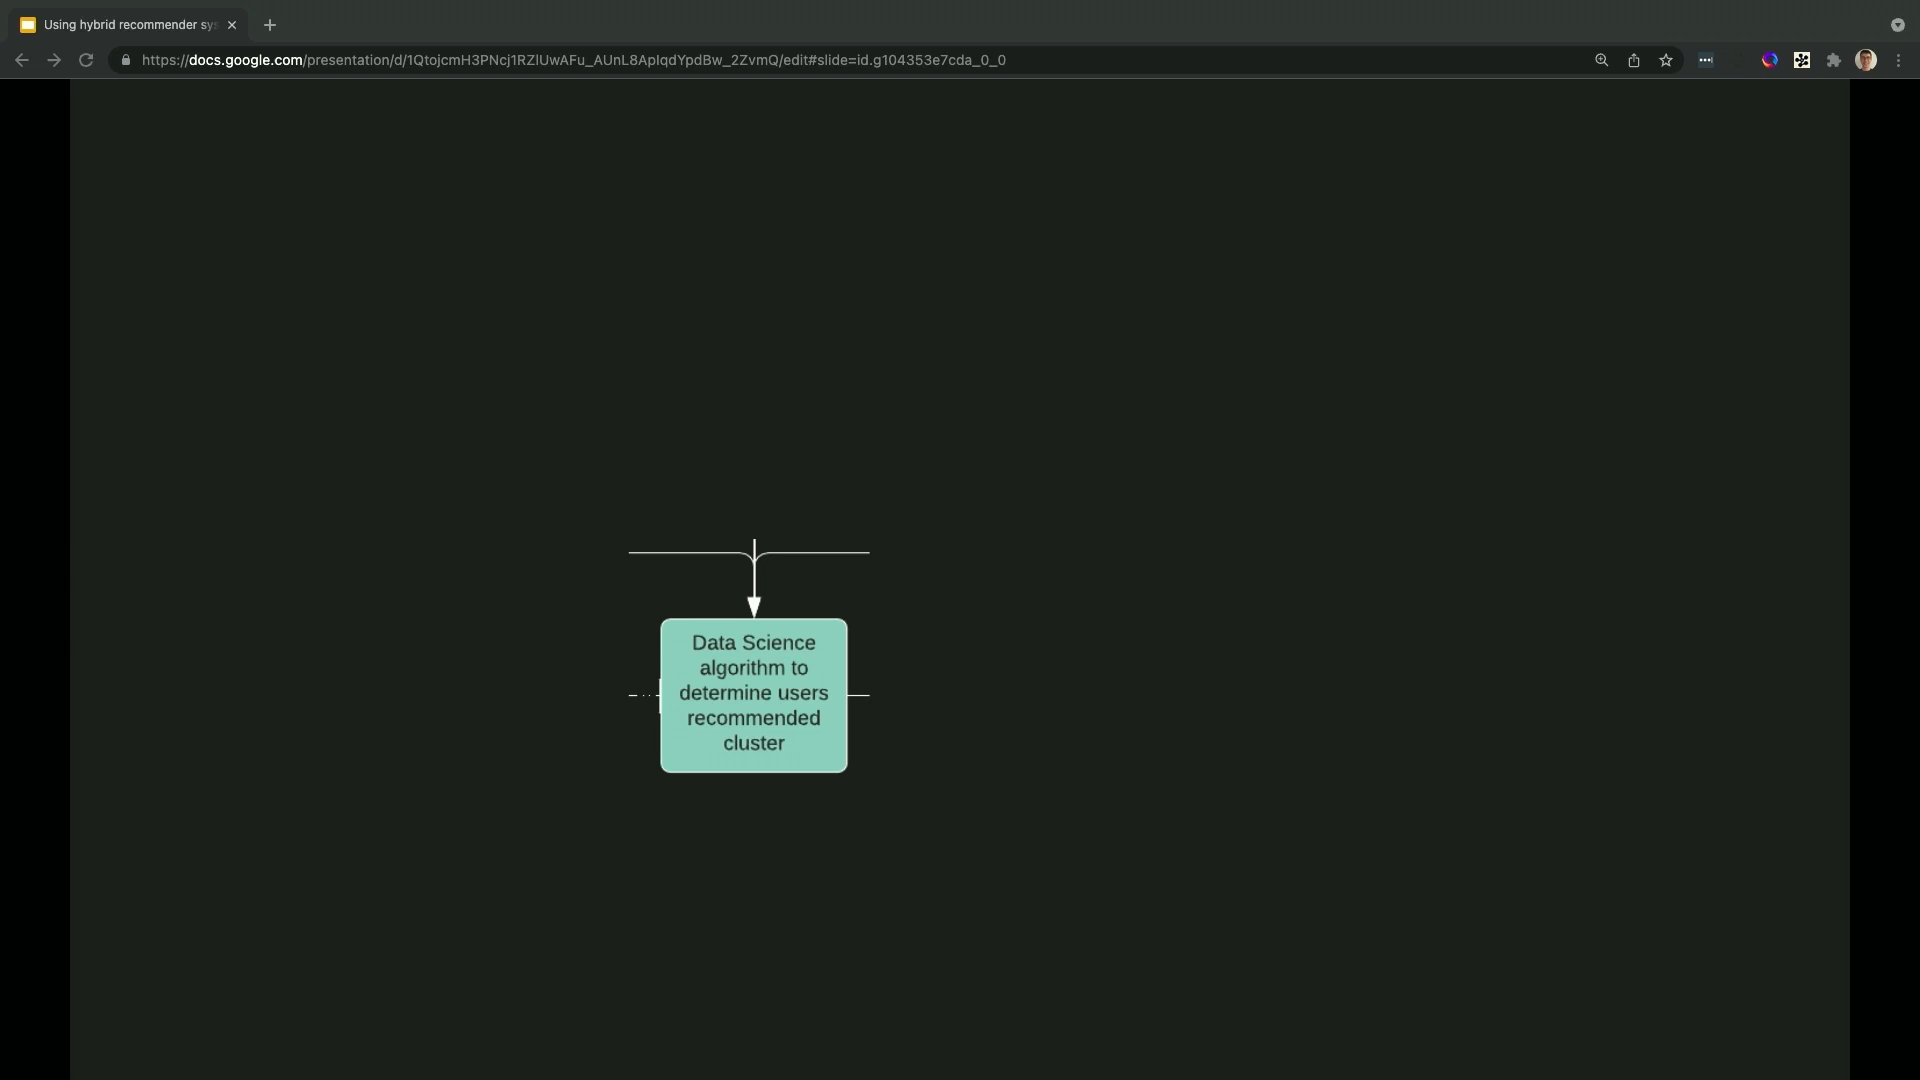 Using hybrid recommender sys
https://docs.google.com/presentation/d/1QtojcmH3PNcj1RZlUwAFu_AUnL8ApIqdYpdBw_2ZvmQ/edit#slide=id.g104353e7cda_0_0
Data Science
algorithm to
determine users
recommended
cluster